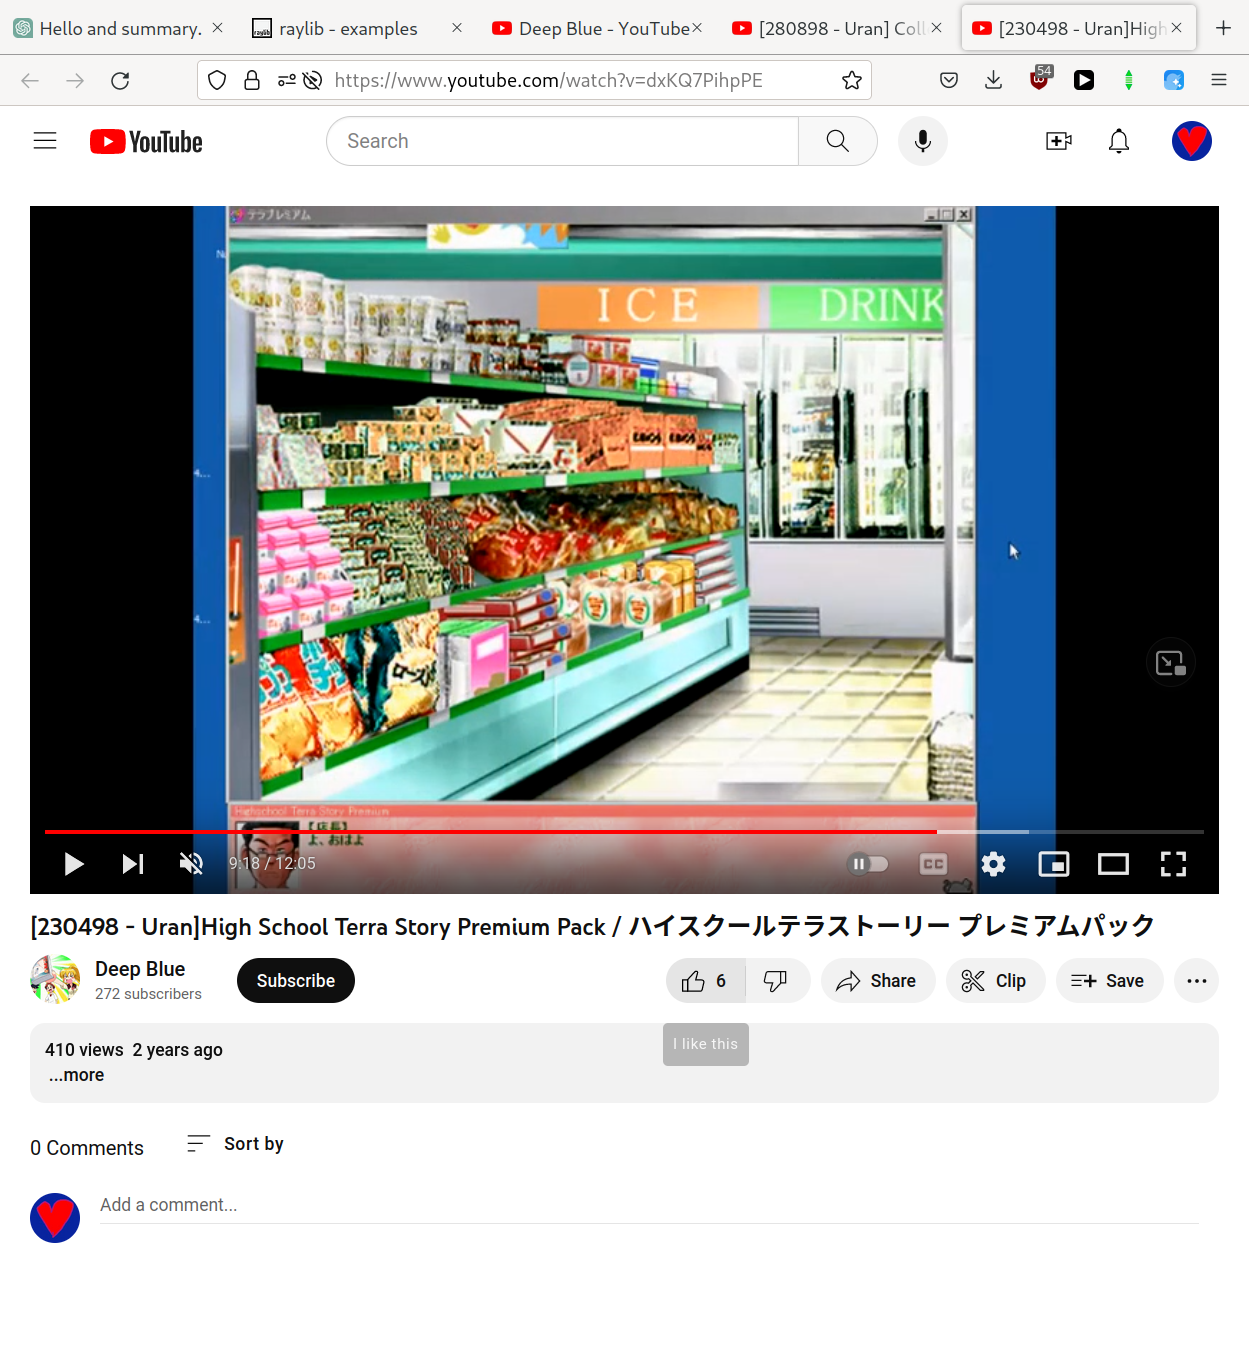 Hello and summary.
raylib - examples
raylib
Deep Blue - YouTube
[280898 - Uran] Coll
[230498 - Uran]High
https://www.youtube.com/watch?v=dxKQ7PihpPE
54
YouTube
Search
テラプレミアム
ICE
DRINK
4...
4...
Highschool Terra Story Premium
【店長】
よ、おはよ
9:18 / 12:05
CC
[230498 - Uran]High School Terra Story Premium Pack / ハイスクールテラストーリー プレミアムパック
Deep Blue
272 subscribers
Subscribe
6
Share
Clip
Save
I like this
410 views 2 years ago
...more
0 Comments
Sort by
Add a comment...